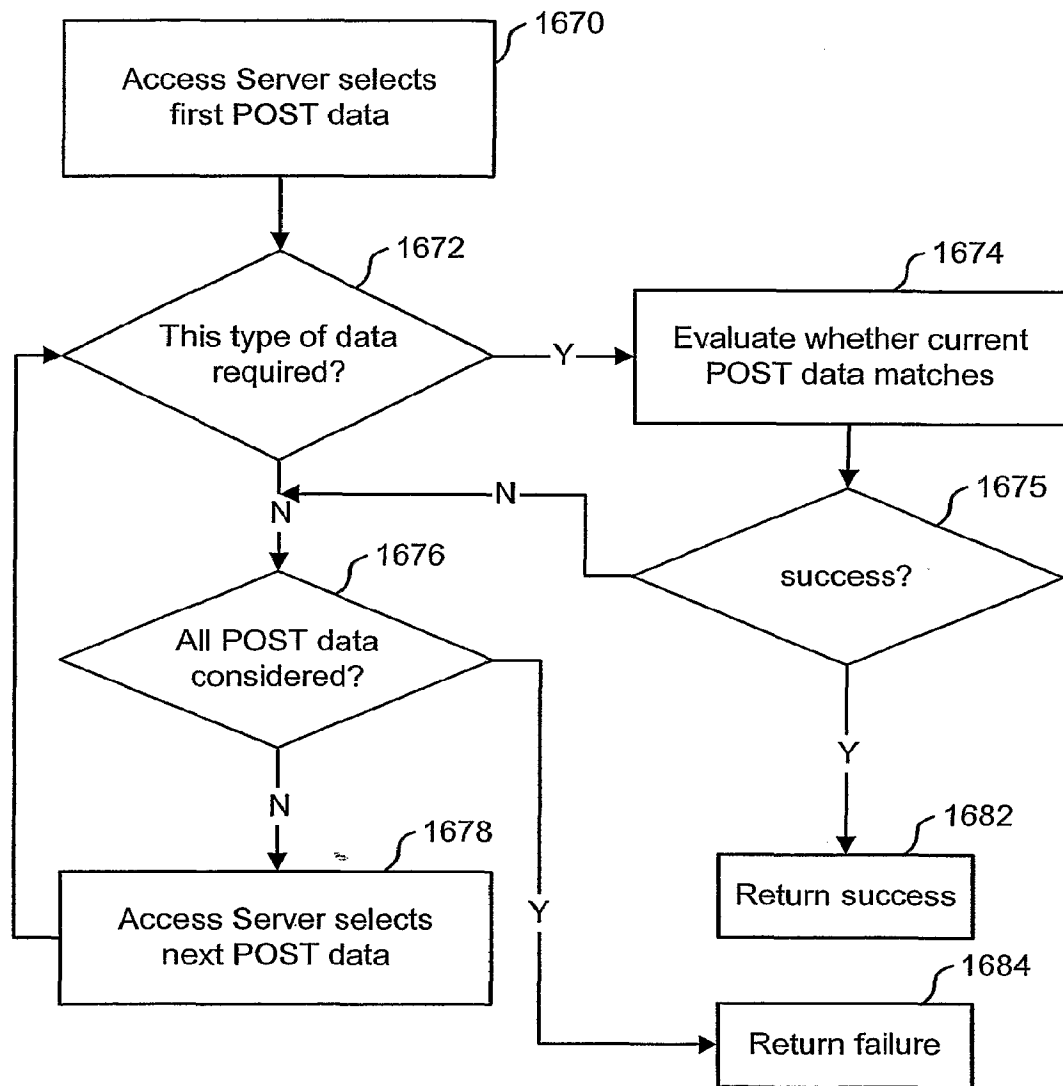 1670
Access Server selects
first POST data
1672
This type of data
required?
Y
1674
Evaluate whether current
POST data matches
N
N
1675
success?
1676
All POST data
considered?
Y
N
1678
Access Server selects
next POST data
Y
1682
Return success
1684
Return failure